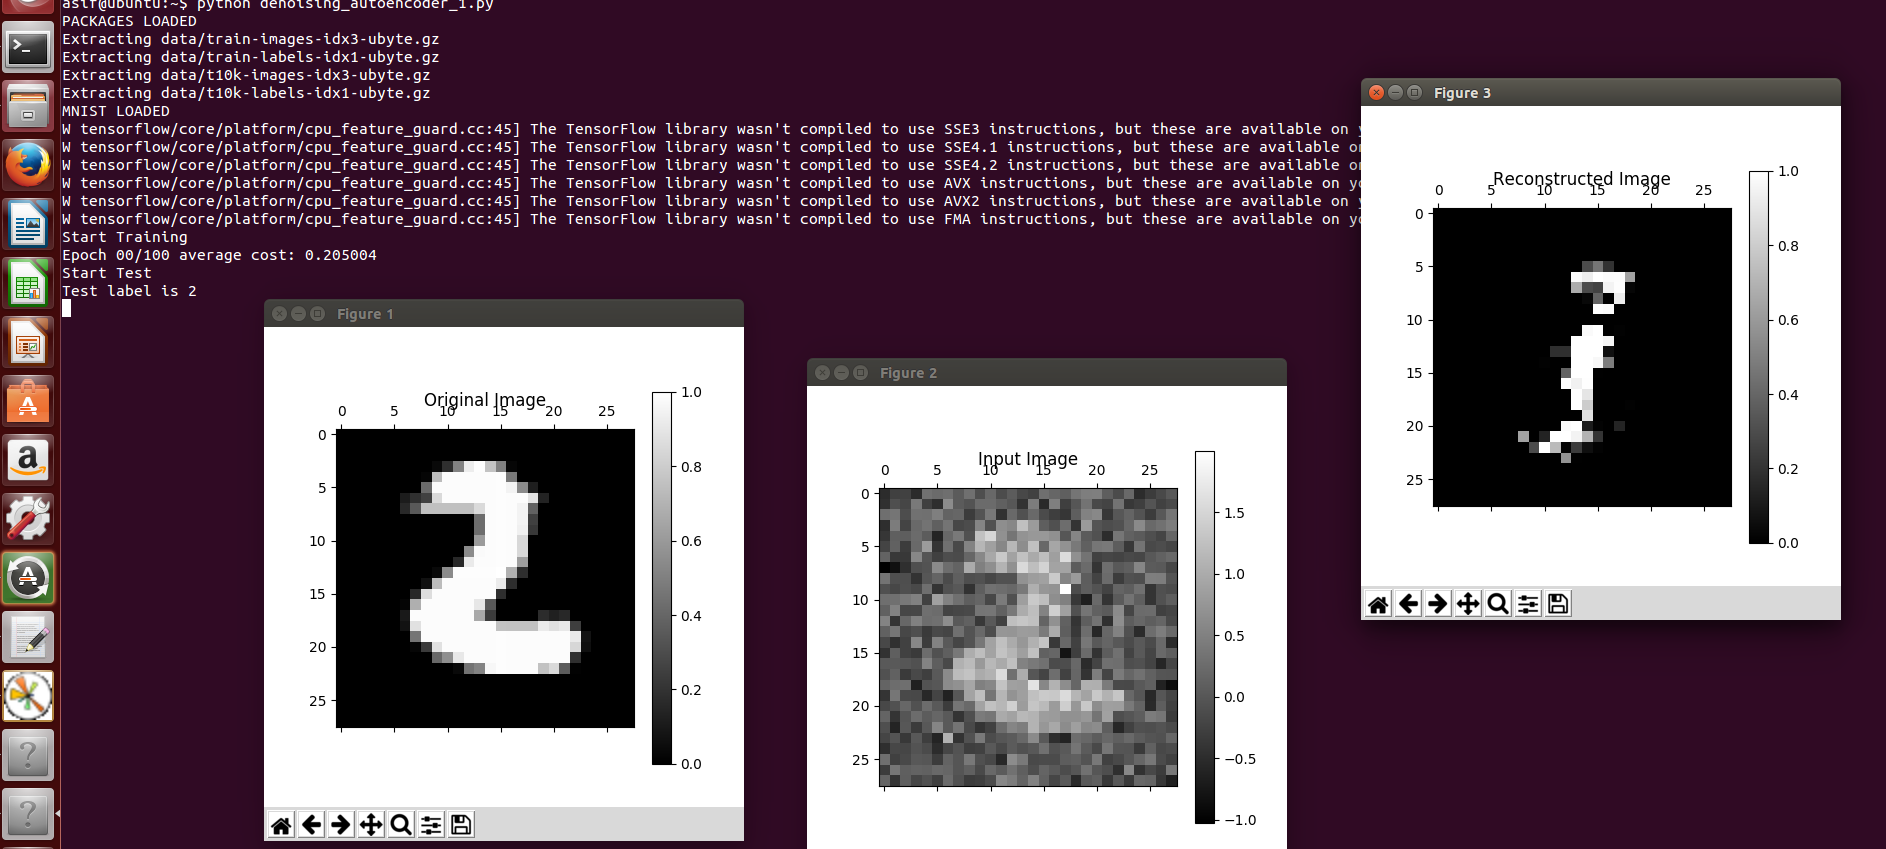 asif@ubuntu:~$ python denoising_autoencoder_1.py
PACKAGES LOADED
Extracting data/train-images-idx3-ubyte.gz
Extracting data/train-labels-idx1-ubyte.gz
Extracting data/t10k-images-idx3-ubyte.gz
Extracting data/t10k-labels-idx1-ubyte.gz
MNIST LOADED
W tensorflow/core/platform/cpu_feature_guard.cc:45] The TensorFlow library wasn't compiled to use SSE3 instructions, but these are available on
W tensorflow/core/platform/cpu_feature_guard.cc:45] The TensorFlow library wasn't compiled to use SSE4.1 instructions, but these are available
W tensorflow/core/platform/cpu_feature_guard.cc:45] The TensorFlow library wasn't compiled to use SSE4.2 instructions, but these are available
W tensorflow/core/platform/cpu_feature_guard.cc:45] The TensorFlow library wasn't compiled to use AVX instructions, but these are available on
W tensorflow/core/platform/cpu_feature_guard.cc:45] The TensorFlow library wasn't compiled to use AVX2 instructions, but these are available on
W tensorflow/core/platform/cpu_feature_guard.cc:45] The TensorFlow library wasn't compiled to use FMA instructions, but these are available on
Start Training
Epoch 00/100 average cost: 0.205004
Start Test
Test label is 2
Figure 1
Original Image
0 5 10 15 20 25
0
5
10
15
20
25
1.0
0.8
0.6
0.4
0.2
0.0
Figure 2
Input Image
0 5 10 15 20 25
0
5
10
15
20
25
1.5
1.0
0.5
0.0
−0.5
−1.0
Figure 3
Reconstructed Image
0 5 10 15 20 25
0
5
10
15
20
25
1.0
0.8
0.6
0.4
0.2
0.0